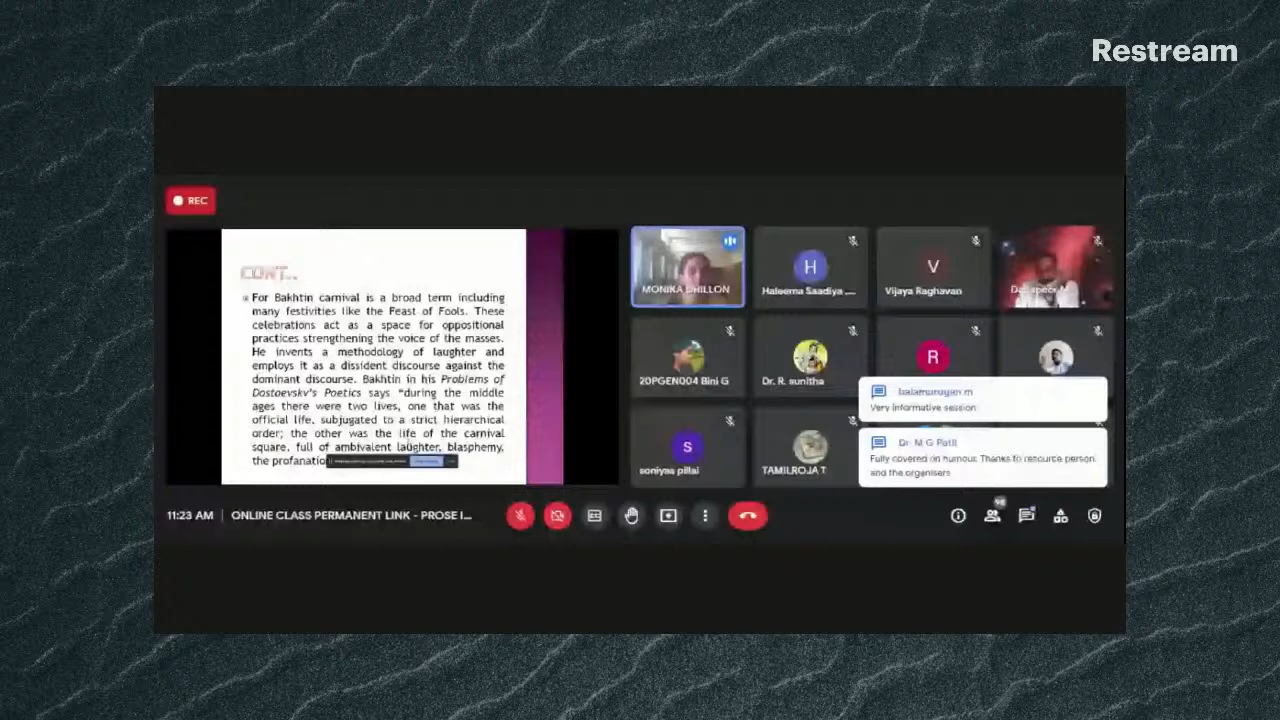 Restream
REC
CONT..
For Bakhtin carnival is a broad term including
many festivities like the Feast of Fools. These
celebrations act as a space for oppositional
practices strengthening the voice of the masses.
He invents a methodology of laughter and
employs it as a dissident discourse against the
dominant discourse. Bakhtin in his Problems of
Dostoevsky's Poetics says "during the middle
ages there were two lives, one that was the
official life, subjugated to a strict hierarchical
order; the other was the life of the carnival
square, full of ambivalent laughter, blasphemy,
the profanatio
MONIKA DHILLON
H
Haleema Saadiya ...
V
Vijaya Raghavan
20PGEN004 Bini G
Dr. R. sunitha
R
S
soniyaa pillai
TAMILROJA T
balamurugan m
Very informative session
Dr. M G Patil
Fully covered on humour. Thanks to resource person
and the organisers
11:23 AM | ONLINE CLASS PERMANENT LINK - PROSE I...